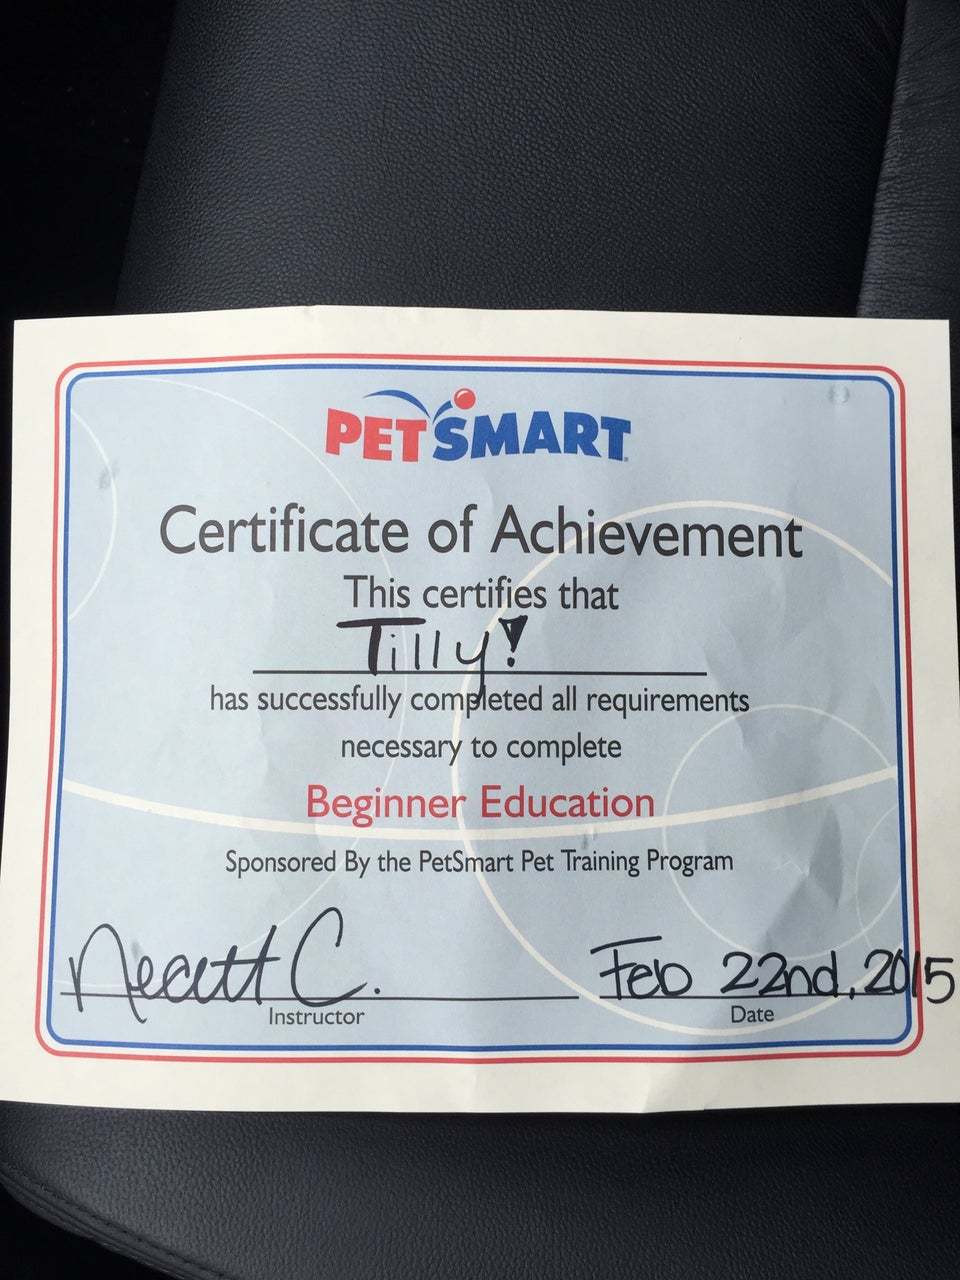 PETSMART
Certificate of Achievement
This certifies that
Tilly!
has successfully completed all requirements
necessary to complete
Beginner Education
Sponsored By the PetSmart Pet Training Program
C. Feb 22nd, 2015
Instructor Date